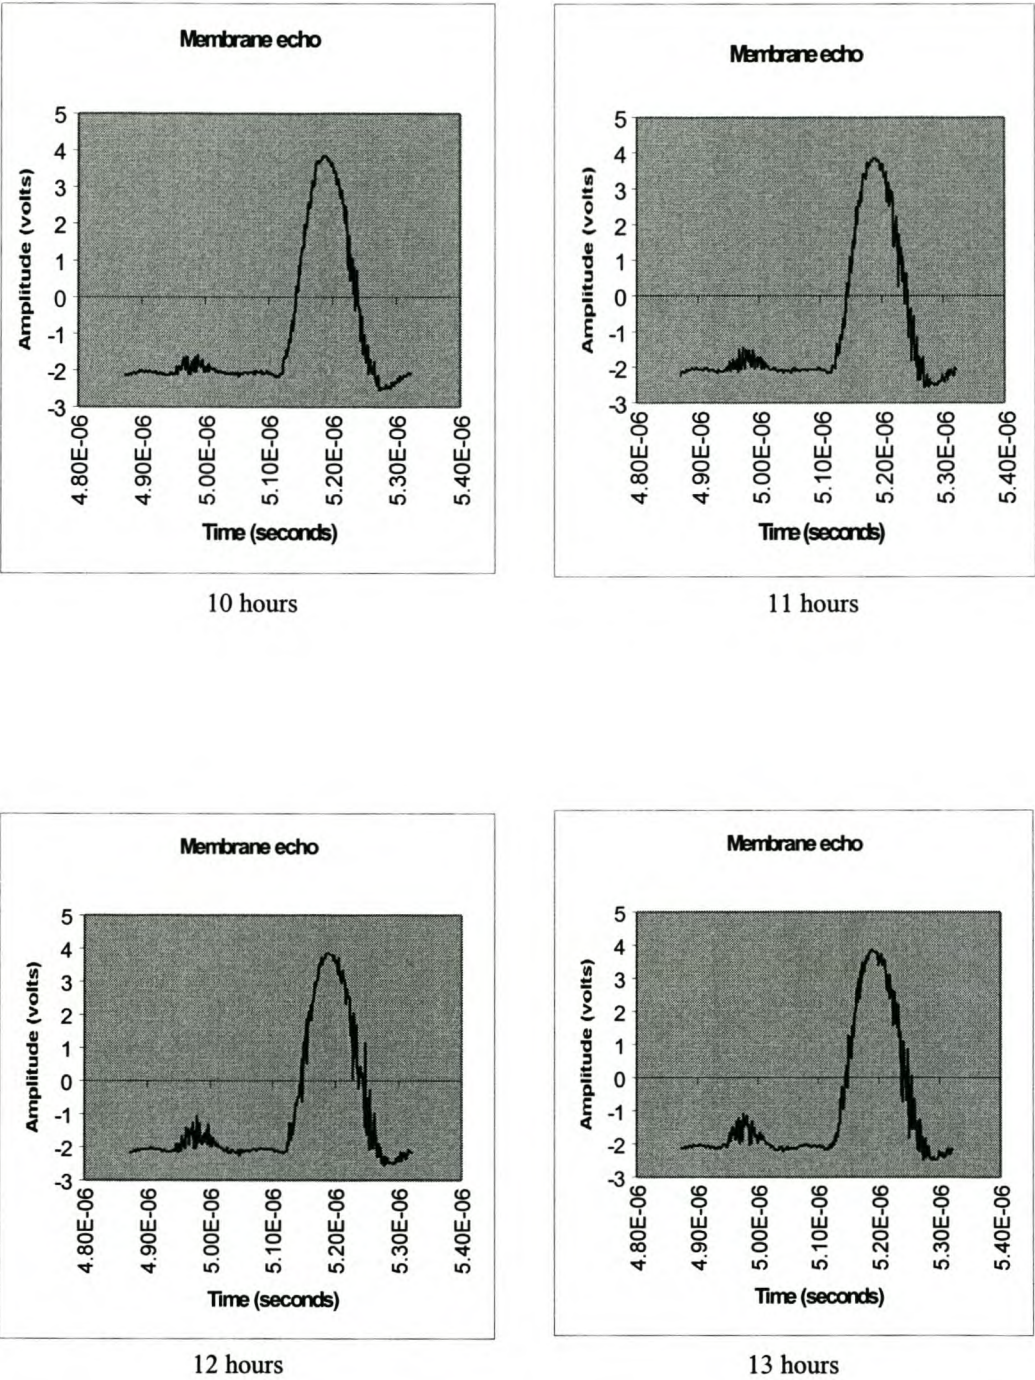 Membrane echo
5
4
3
2
1
0
-1
-2
-3
Amplitude (volts)
4.80E-06
4.90E-06
5.00E-06
5.10E-06
5.20E-06
5.30E-06
5.40E-06
Time (seconds)
10 hours
Membrane echo
5
4
3
2
1
0
-1
-2
-3
Amplitude (volts)
4.80E-06
4.90E-06
5.00E-06
5.10E-06
5.20E-06
5.30E-06
5.40E-06
Time (seconds)
11 hours
Membrane echo
5
4
3
2
1
0
-1
-2
-3
Amplitude (volts)
4.80E-06
4.90E-06
5.00E-06
5.10E-06
5.20E-06
5.30E-06
5.40E-06
Time (seconds)
12 hours
Membrane echo
5
4
3
2
1
0
-1
-2
-3
Amplitude (volts)
4.80E-06
4.90E-06
5.00E-06
5.10E-06
5.20E-06
5.30E-06
5.40E-06
Time (seconds)
13 hours